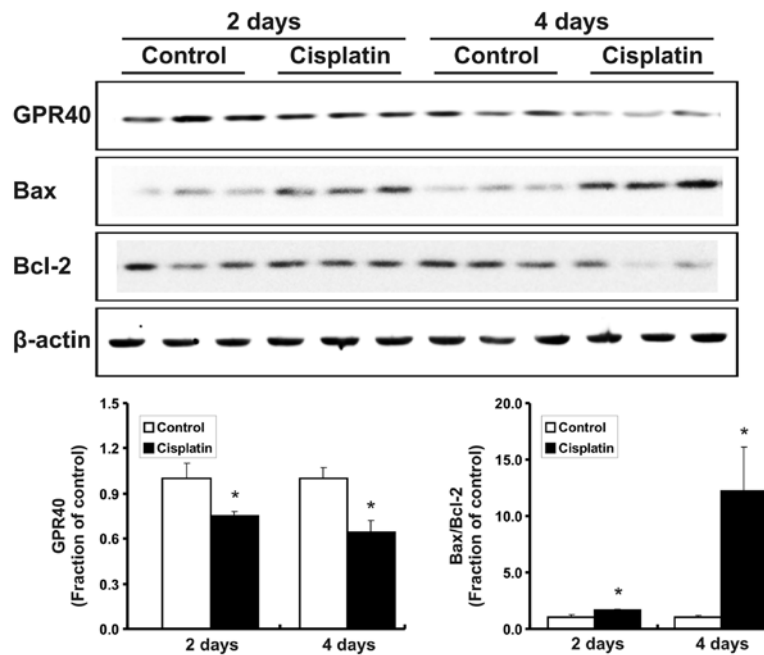 2 days 4 days
Control Cisplatin Control Cisplatin
GPR40
Bax
Bcl-2
β-actin
1.5
1.2
0.9
0.6
0.3
0.0
GPR40
(Fraction of control)
Control
Cisplatin
*
*
2 days 4 days
20.0
15.0
10.0
5.0
0.0
Bax/Bcl-2
(Fraction of control)
Control
Cisplatin
*
*
2 days 4 days